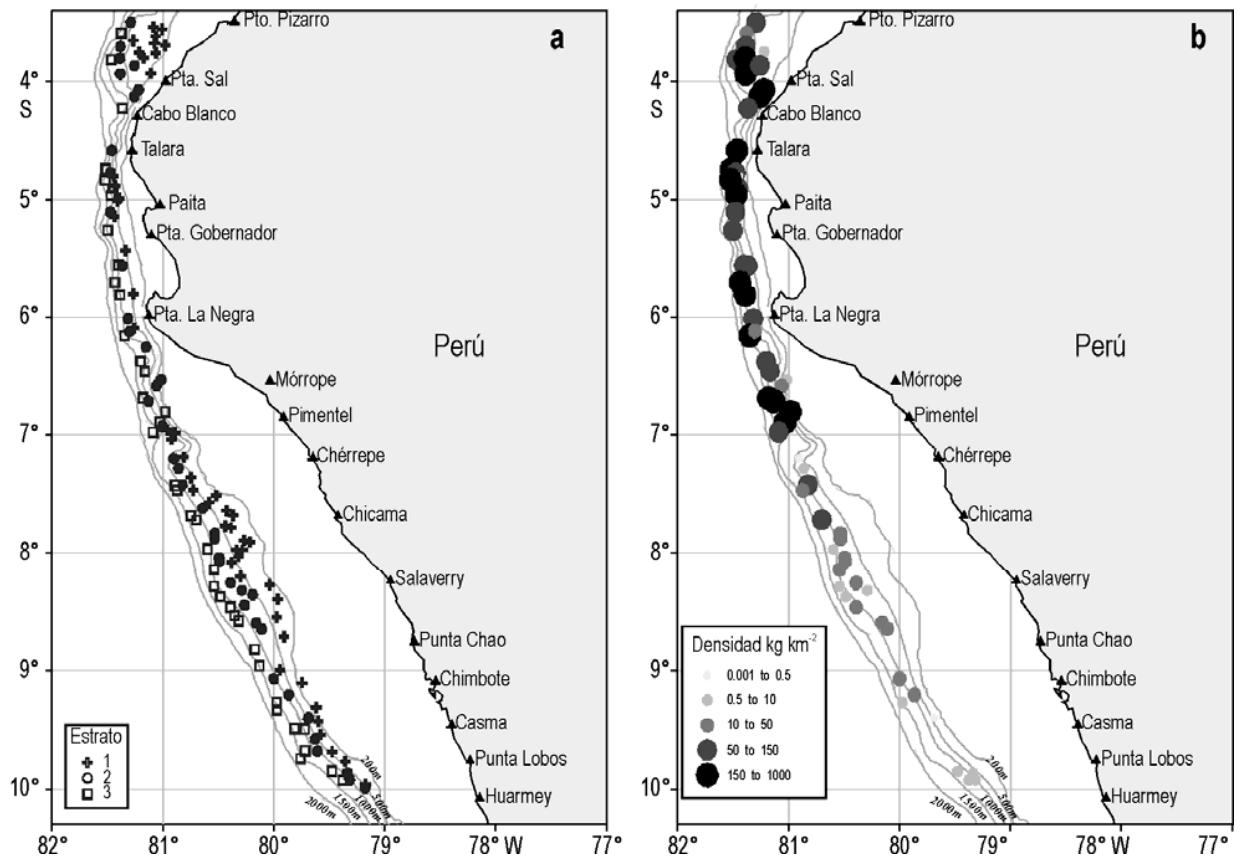 a
Pto. Pizarro
4°
S
Pta. Sal
Cabo Blanco
Talara
5°
Paita
Pta. Gobernador
6°
Pta. La Negra
Perú
Mórrope
Pimentel
7°
Chérrepe
Chicama
8°
Salaverry
Punta Chao
9°
Chimbote
Casma
Estrato
1
2
3
Punta Lobos
10°
Huarmey
200m
500m
1000m
1500m
2000m
82° 81° 80° 79° W 77°
b
Pto. Pizarro
4°
S
Pta. Sal
Cabo Blanco
Talara
5°
Paita
Pta. Gobernador
6°
Pta. La Negra
Perú
Mórrope
Pimentel
7°
Chérrepe
Chicama
8°
Salaverry
Punta Chao
9°
Chimbote
Casma
Densidad kg km-2
0.001 to 0.5
0.5 to 10
10 to 50
50 to 150
150 to 1000
Punta Lobos
10°
Huarmey
200m
500m
1000m
1500m
2000m
82° 81° 80° 79° W 77°